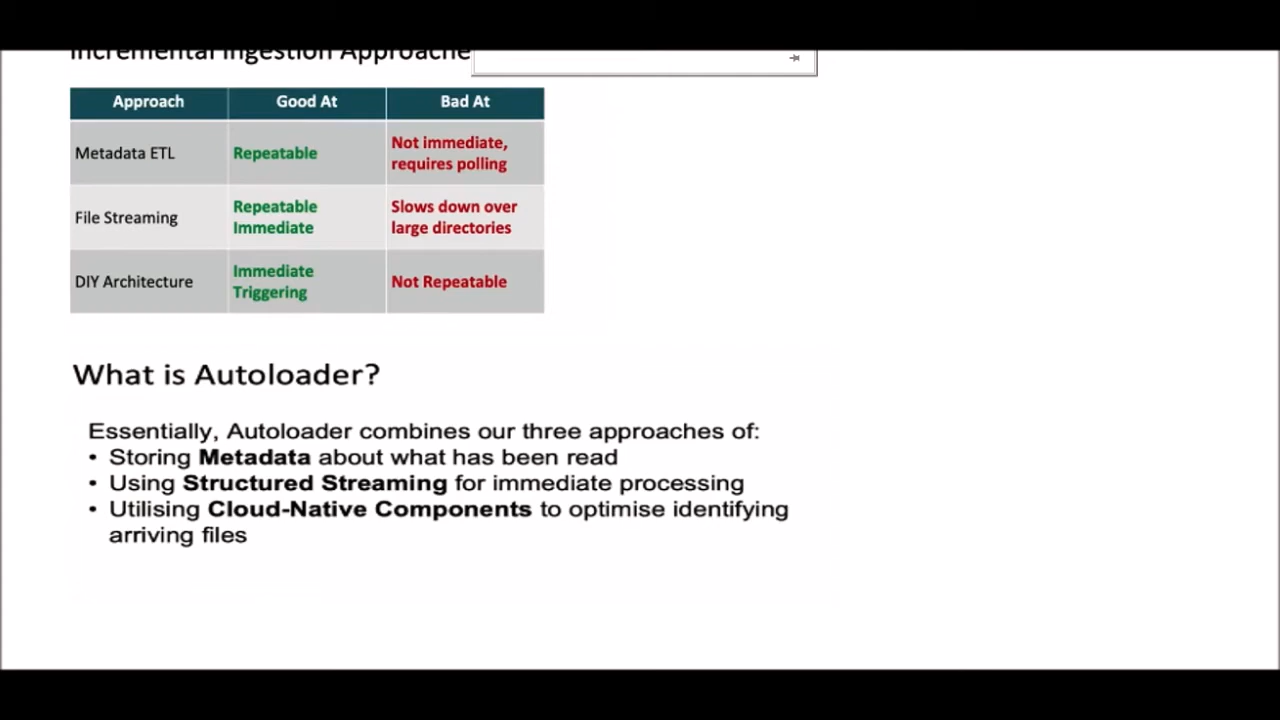 Incremental Ingestion Approache
Approach Good At Bad At
Metadata ETL Repeatable Not immediate,
requires polling
File Streaming Repeatable
Immediate Slows down over
large directories
DIY Architecture Immediate
Triggering Not Repeatable
What is Autoloader?
Essentially, Autoloader combines our three approaches of:
• Storing Metadata about what has been read
• Using Structured Streaming for immediate processing
• Utilising Cloud-Native Components to optimise identifying
arriving files